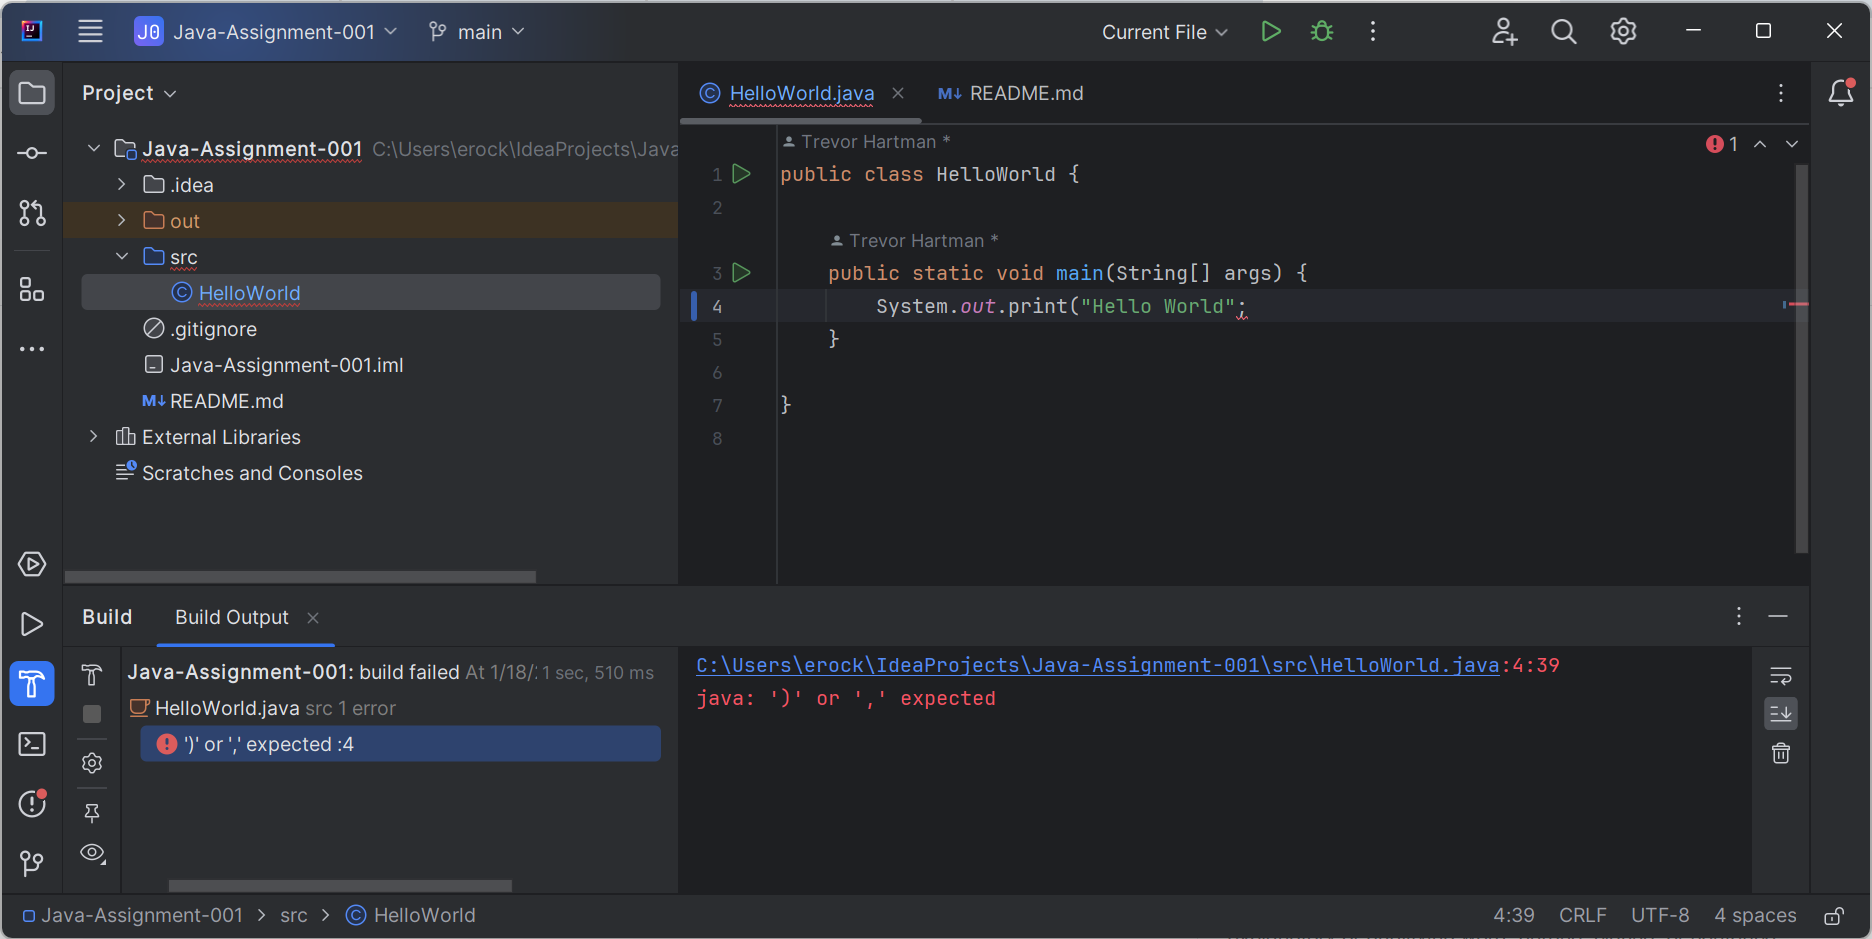 J0 Java-Assignment-001 main Current File
Project
HelloWorld.java README.md
Java-Assignment-001 C:\Users\erock\IdeaProjects\Java
.idea
out
src
HelloWorld
.gitignore
Java-Assignment-001.iml
M↓ README.md
External Libraries
Scratches and Consoles
Trevor Hartman *
1 public class HelloWorld {
2
Trevor Hartman *
3 public static void main(String[] args) {
4 System.out.print("Hello World";
5 }
6
7 }
8
1
Build Build Output
Java-Assignment-001: build failed At 1/18/ 1 sec, 510 ms
HelloWorld.java src 1 error
')' or ',' expected :4
C:\Users\erock\IdeaProjects\Java-Assignment-001\src\HelloWorld.java:4:39
java: ')' or ',' expected
Java-Assignment-001 > src > HelloWorld
4:39 CRLF UTF-8 4 spaces